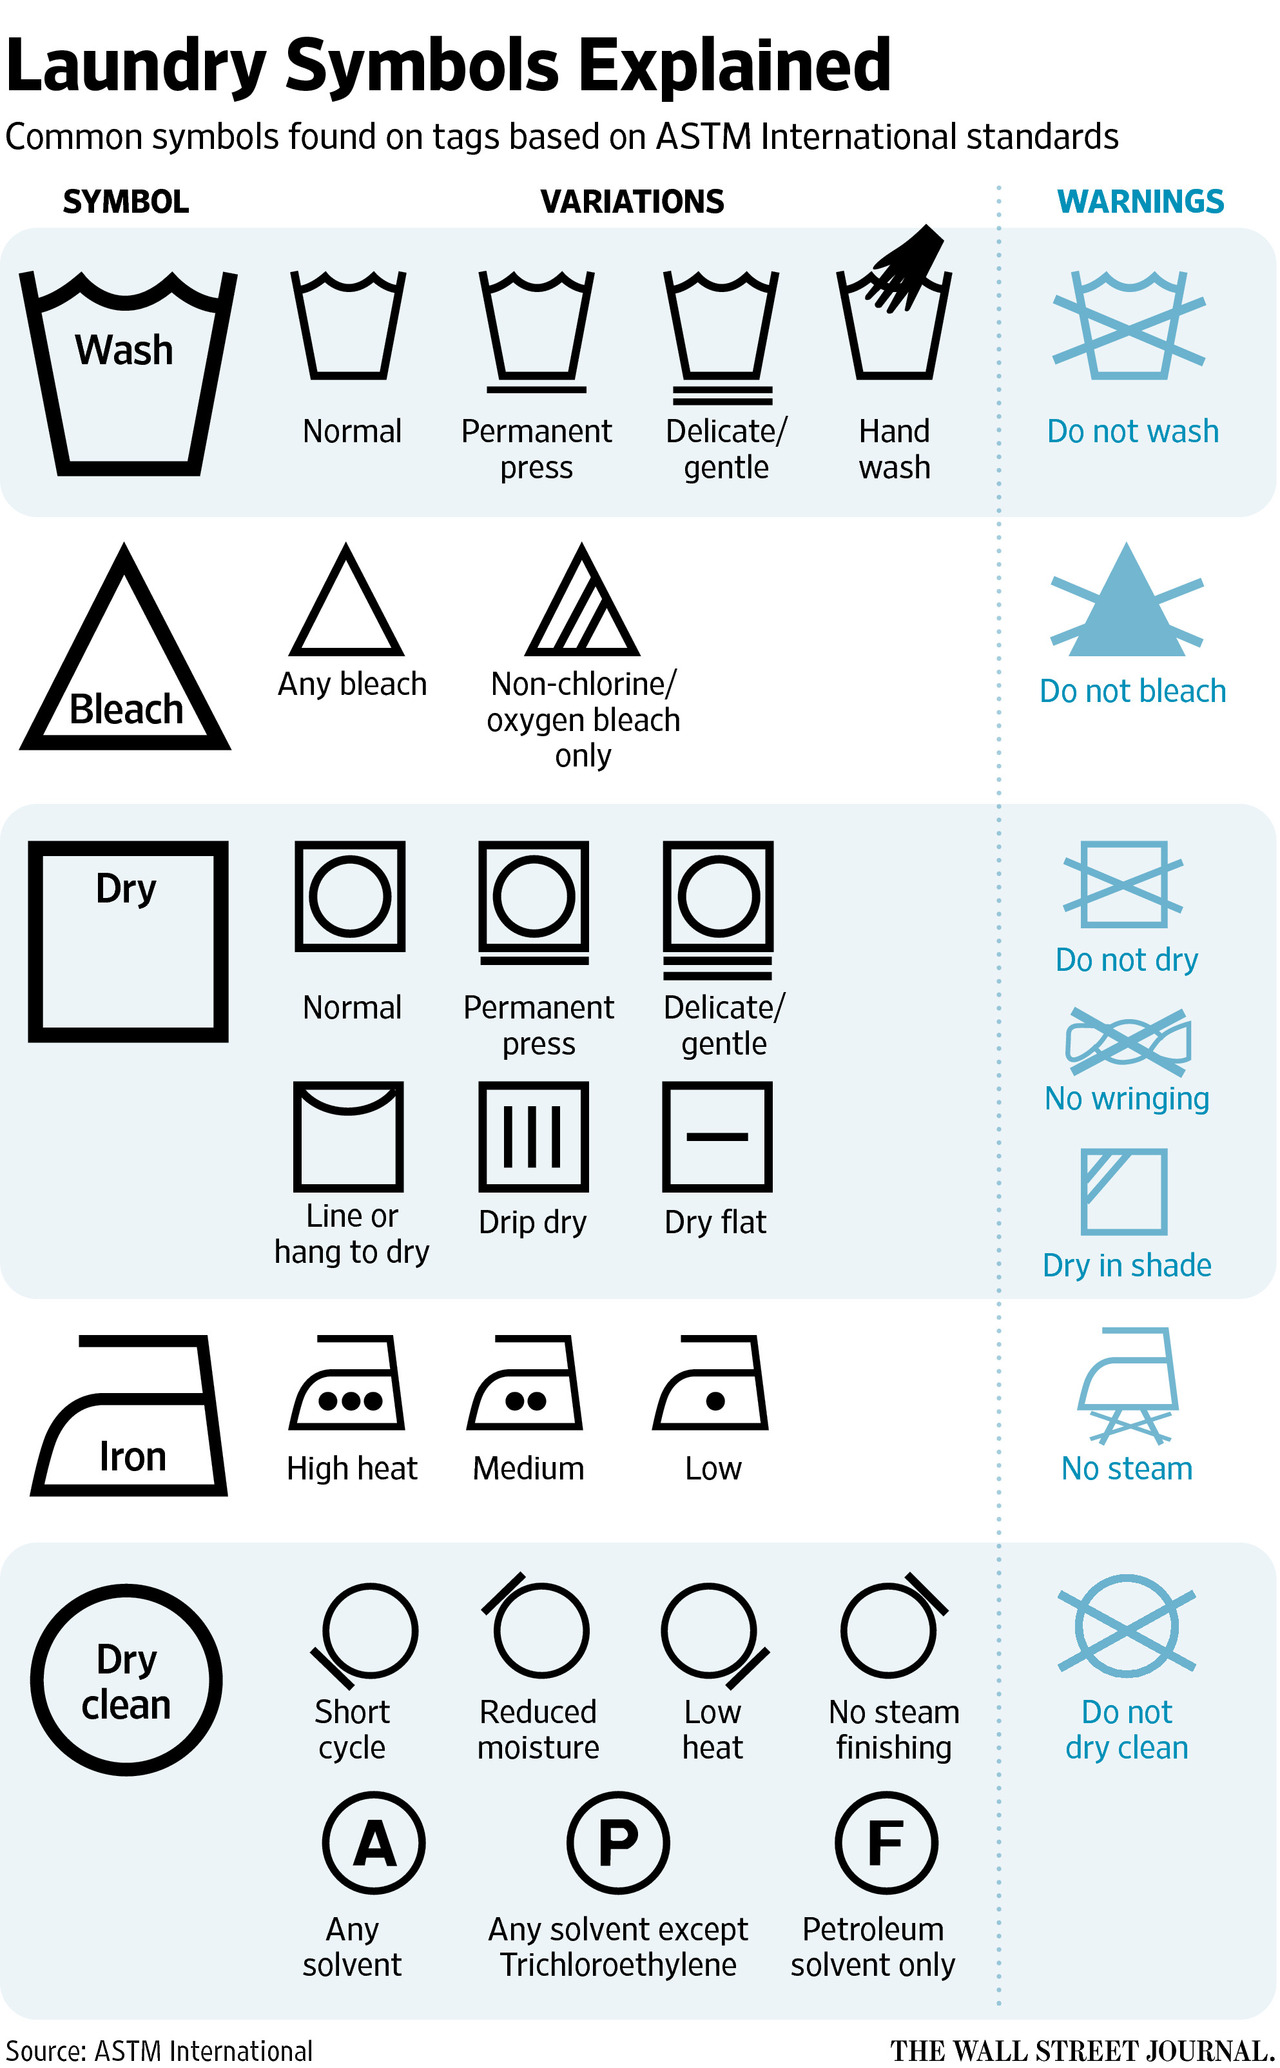 Laundry Symbols Explained
Common symbols found on tags based on ASTM International standards
SYMBOL
VARIATIONS
WARNINGS
Wash
Normal
Permanent
press
Delicate/
gentle
Hand
wash
Do not wash
Bleach
Any bleach
Non-chlorine/
oxygen bleach
only
Do not bleach
Dry
Normal
Permanent
press
Delicate/
gentle
Line or
hang to dry
Drip dry
Dry flat
Do not dry
No wringing
Dry in shade
Iron
High heat
Medium
Low
No steam
Dry
clean
Short
cycle
Reduced
moisture
Low
heat
No steam
finishing
Do not
dry clean
A
Any
solvent
P
Any solvent except
Trichloroethylene
F
Petroleum
solvent only
Source: ASTM International
THE WALL STREET JOURNAL.